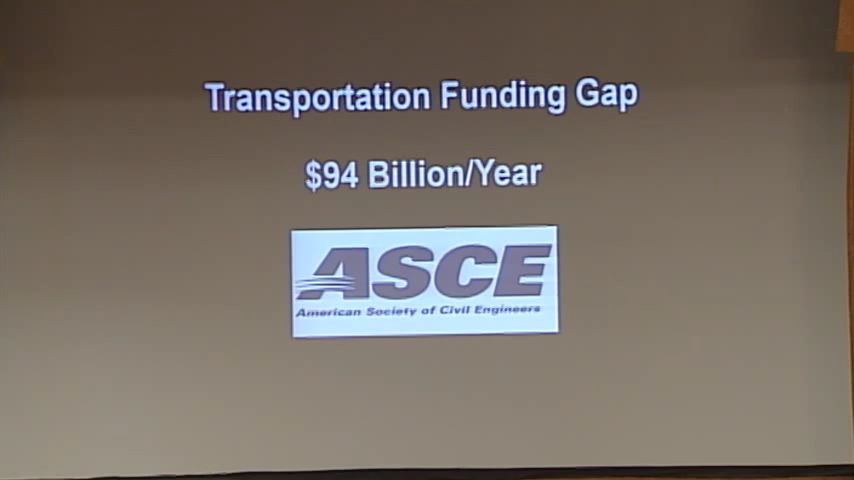 Transportation Funding Gap
$94 Billion/Year
ASCE
American Society of Civil Engineers